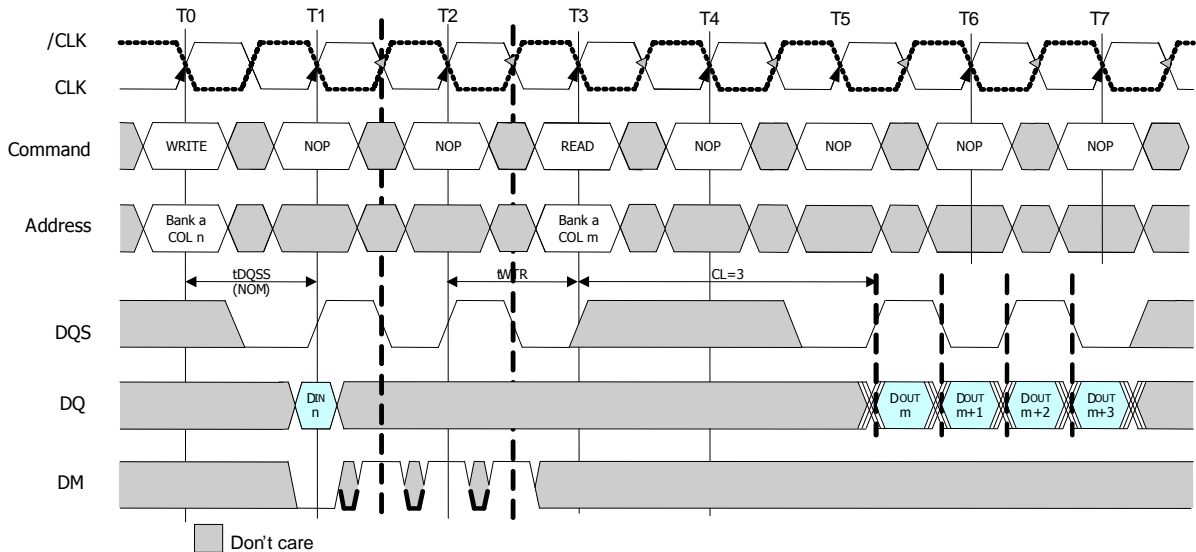 T0 T1 T2 T3 T4 T5 T6 T7
/CLK
CLK
Command WRITE NOP NOP READ NOP NOP NOP NOP
Address Bank a COL n Bank a COL m
tDQSS (NOM) tWTR CL=3
DQS
DQ DIN n DOUT m DOUT m+1 DOUT m+2 DOUT m+3
DM
Don't care